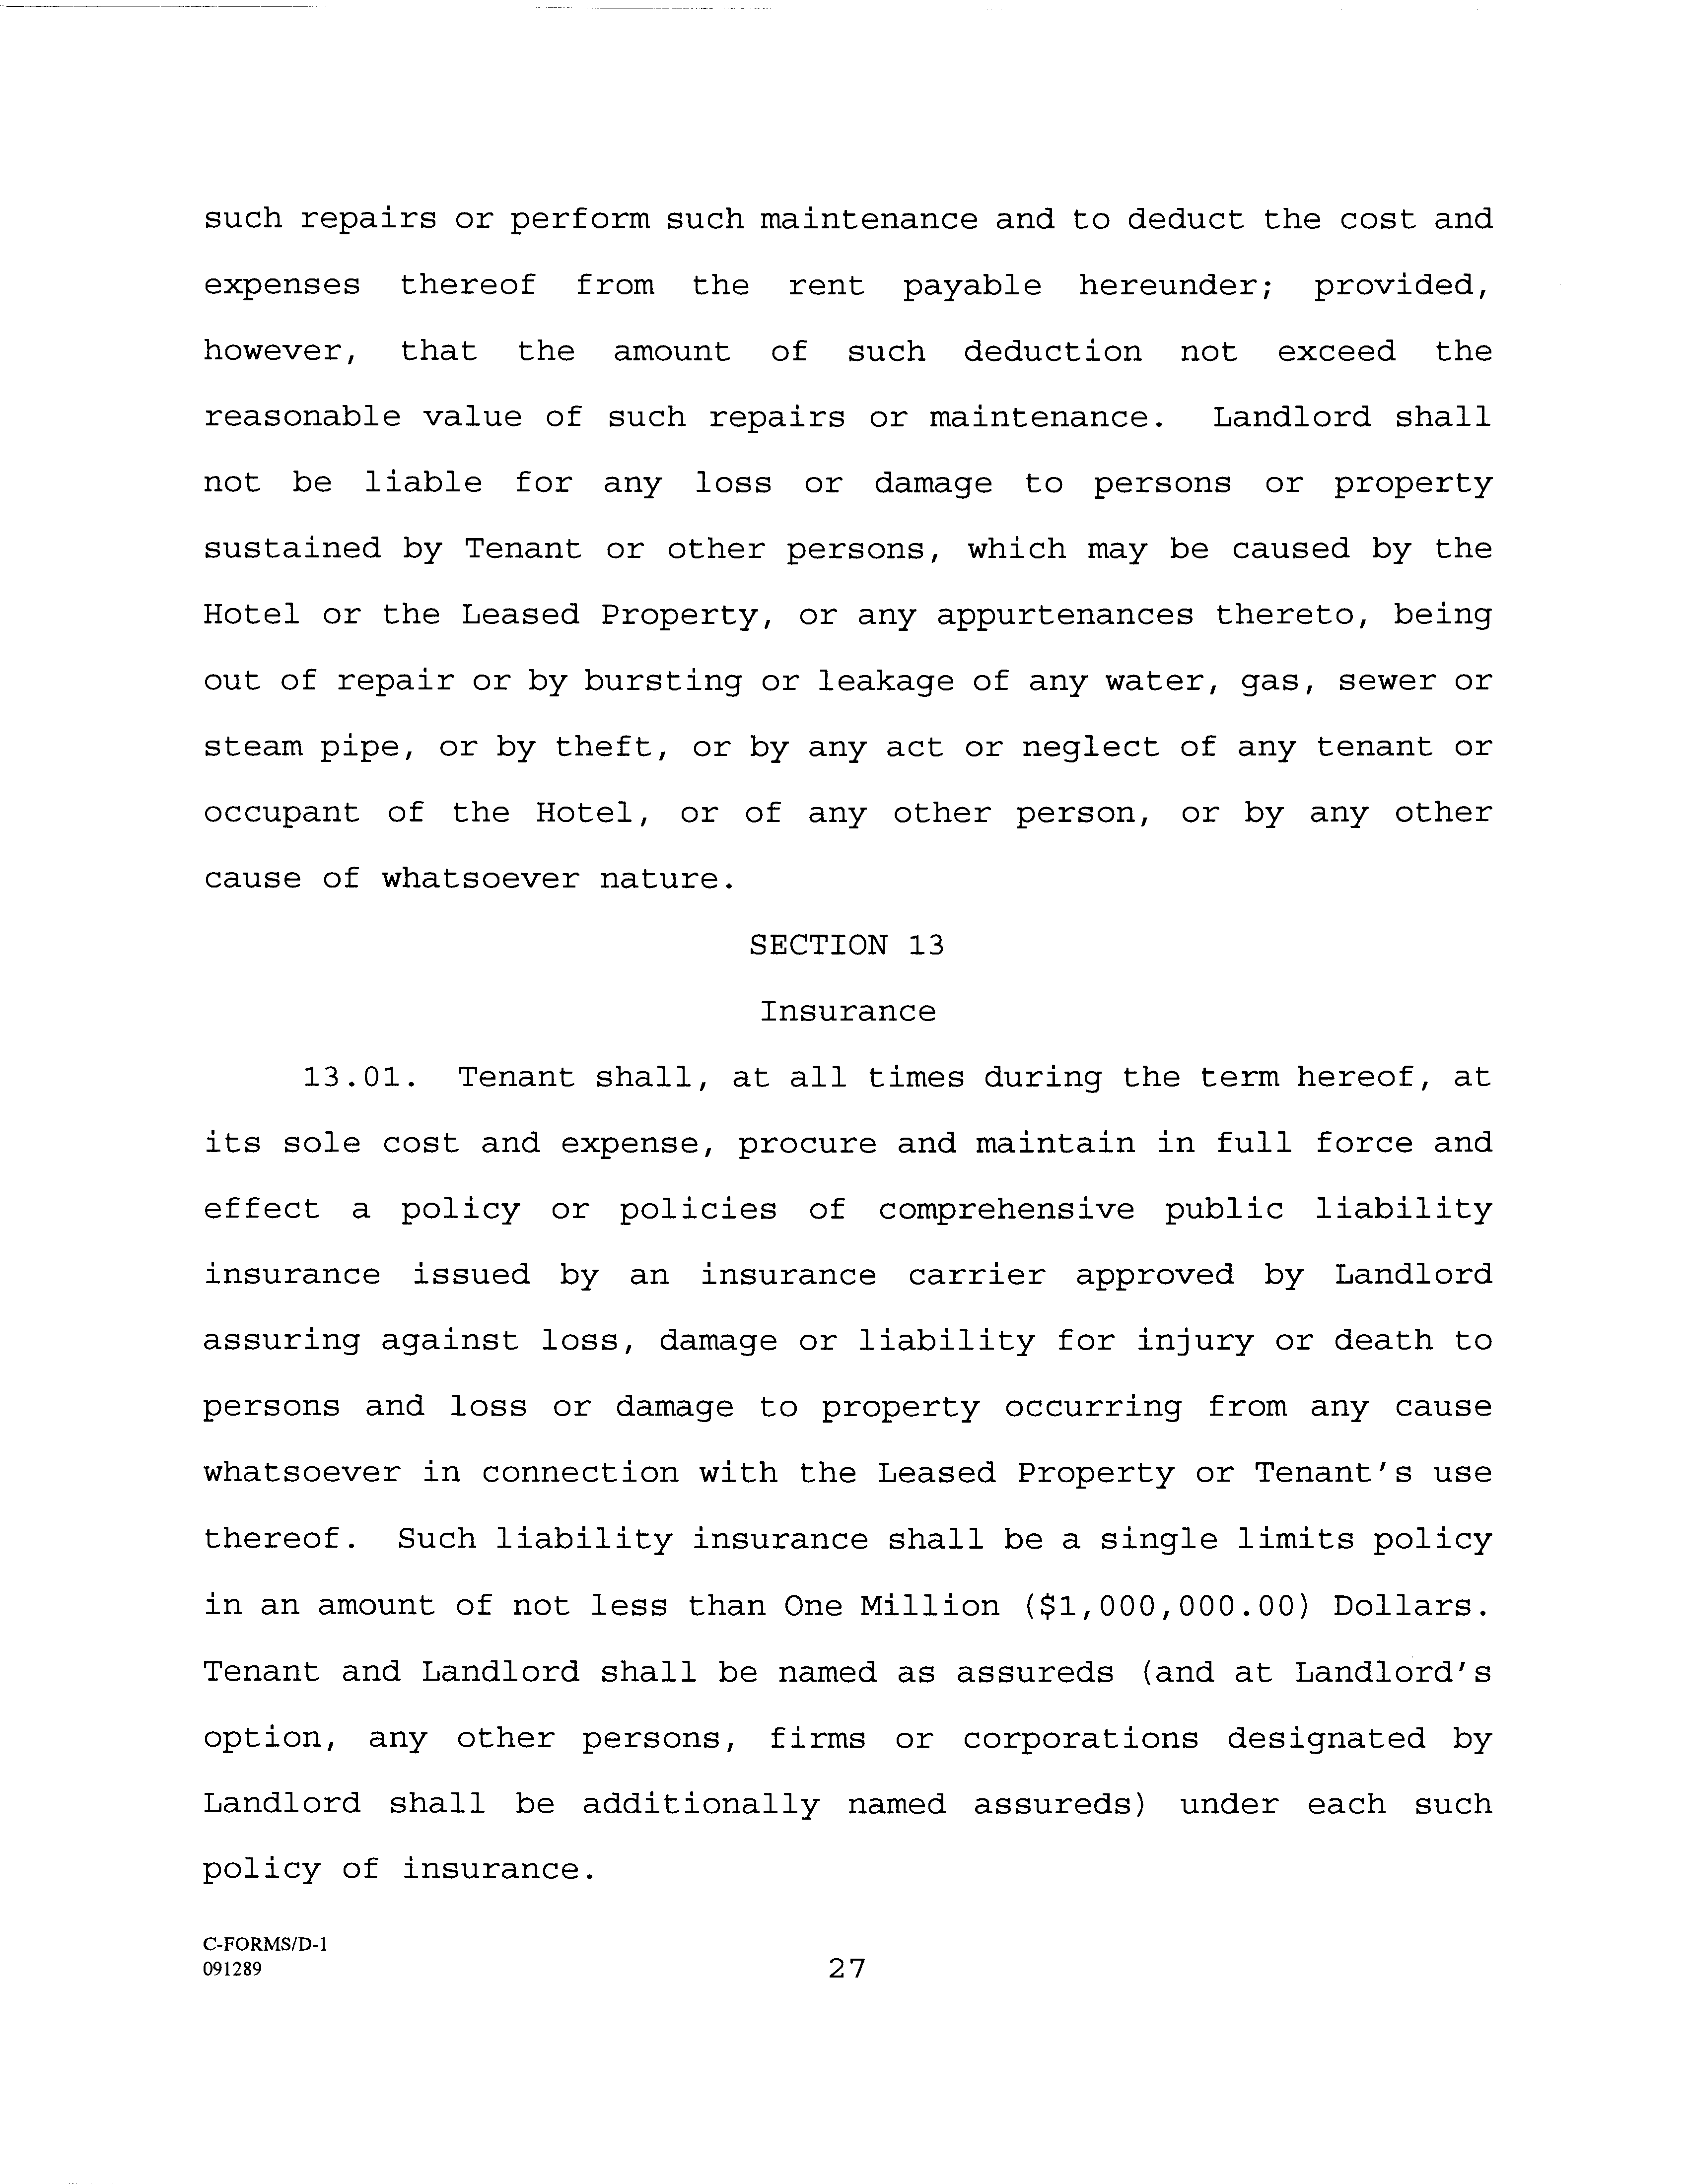 such repairs or perform such maintenance and to deduct the cost and
expenses thereof from the rent payable hereunder; provided,
however, that the amount of such deduction not exceed the
reasonable value of such repairs or maintenance. Landlord shall
not be liable for any loss or damage to persons or property
sustained by Tenant or other persons, which may be caused by the
Hotel or the Leased Property, or any appurtenances thereto, being
out of repair or by bursting or leakage of any water, gas, sewer or
steam pipe, or by theft, or by any act or neglect of any tenant or
occupant of the Hotel, or of any other person, or by any other
cause of whatsoever nature.
SECTION 13
Insurance
13.01. Tenant shall, at all times during the term hereof, at
its sole cost and expense, procure and maintain in full force and
effect a policy or policies of comprehensive public liability
insurance issued by an insurance carrier approved by Landlord
assuring against loss, damage or liability for injury or death to
persons and loss or damage to property occurring from any cause
whatsoever in connection with the Leased Property or Tenant's use
thereof. Such liability insurance shall be a single limits policy
in an amount of not less than One Million ($1,000,000.00) Dollars.
Tenant and Landlord shall be named as assureds (and at Landlord's
option, any other persons, firms or corporations designated by
Landlord shall be additionally named assureds) under each such
policy of insurance.
C-FORMS/D-1
091289
27